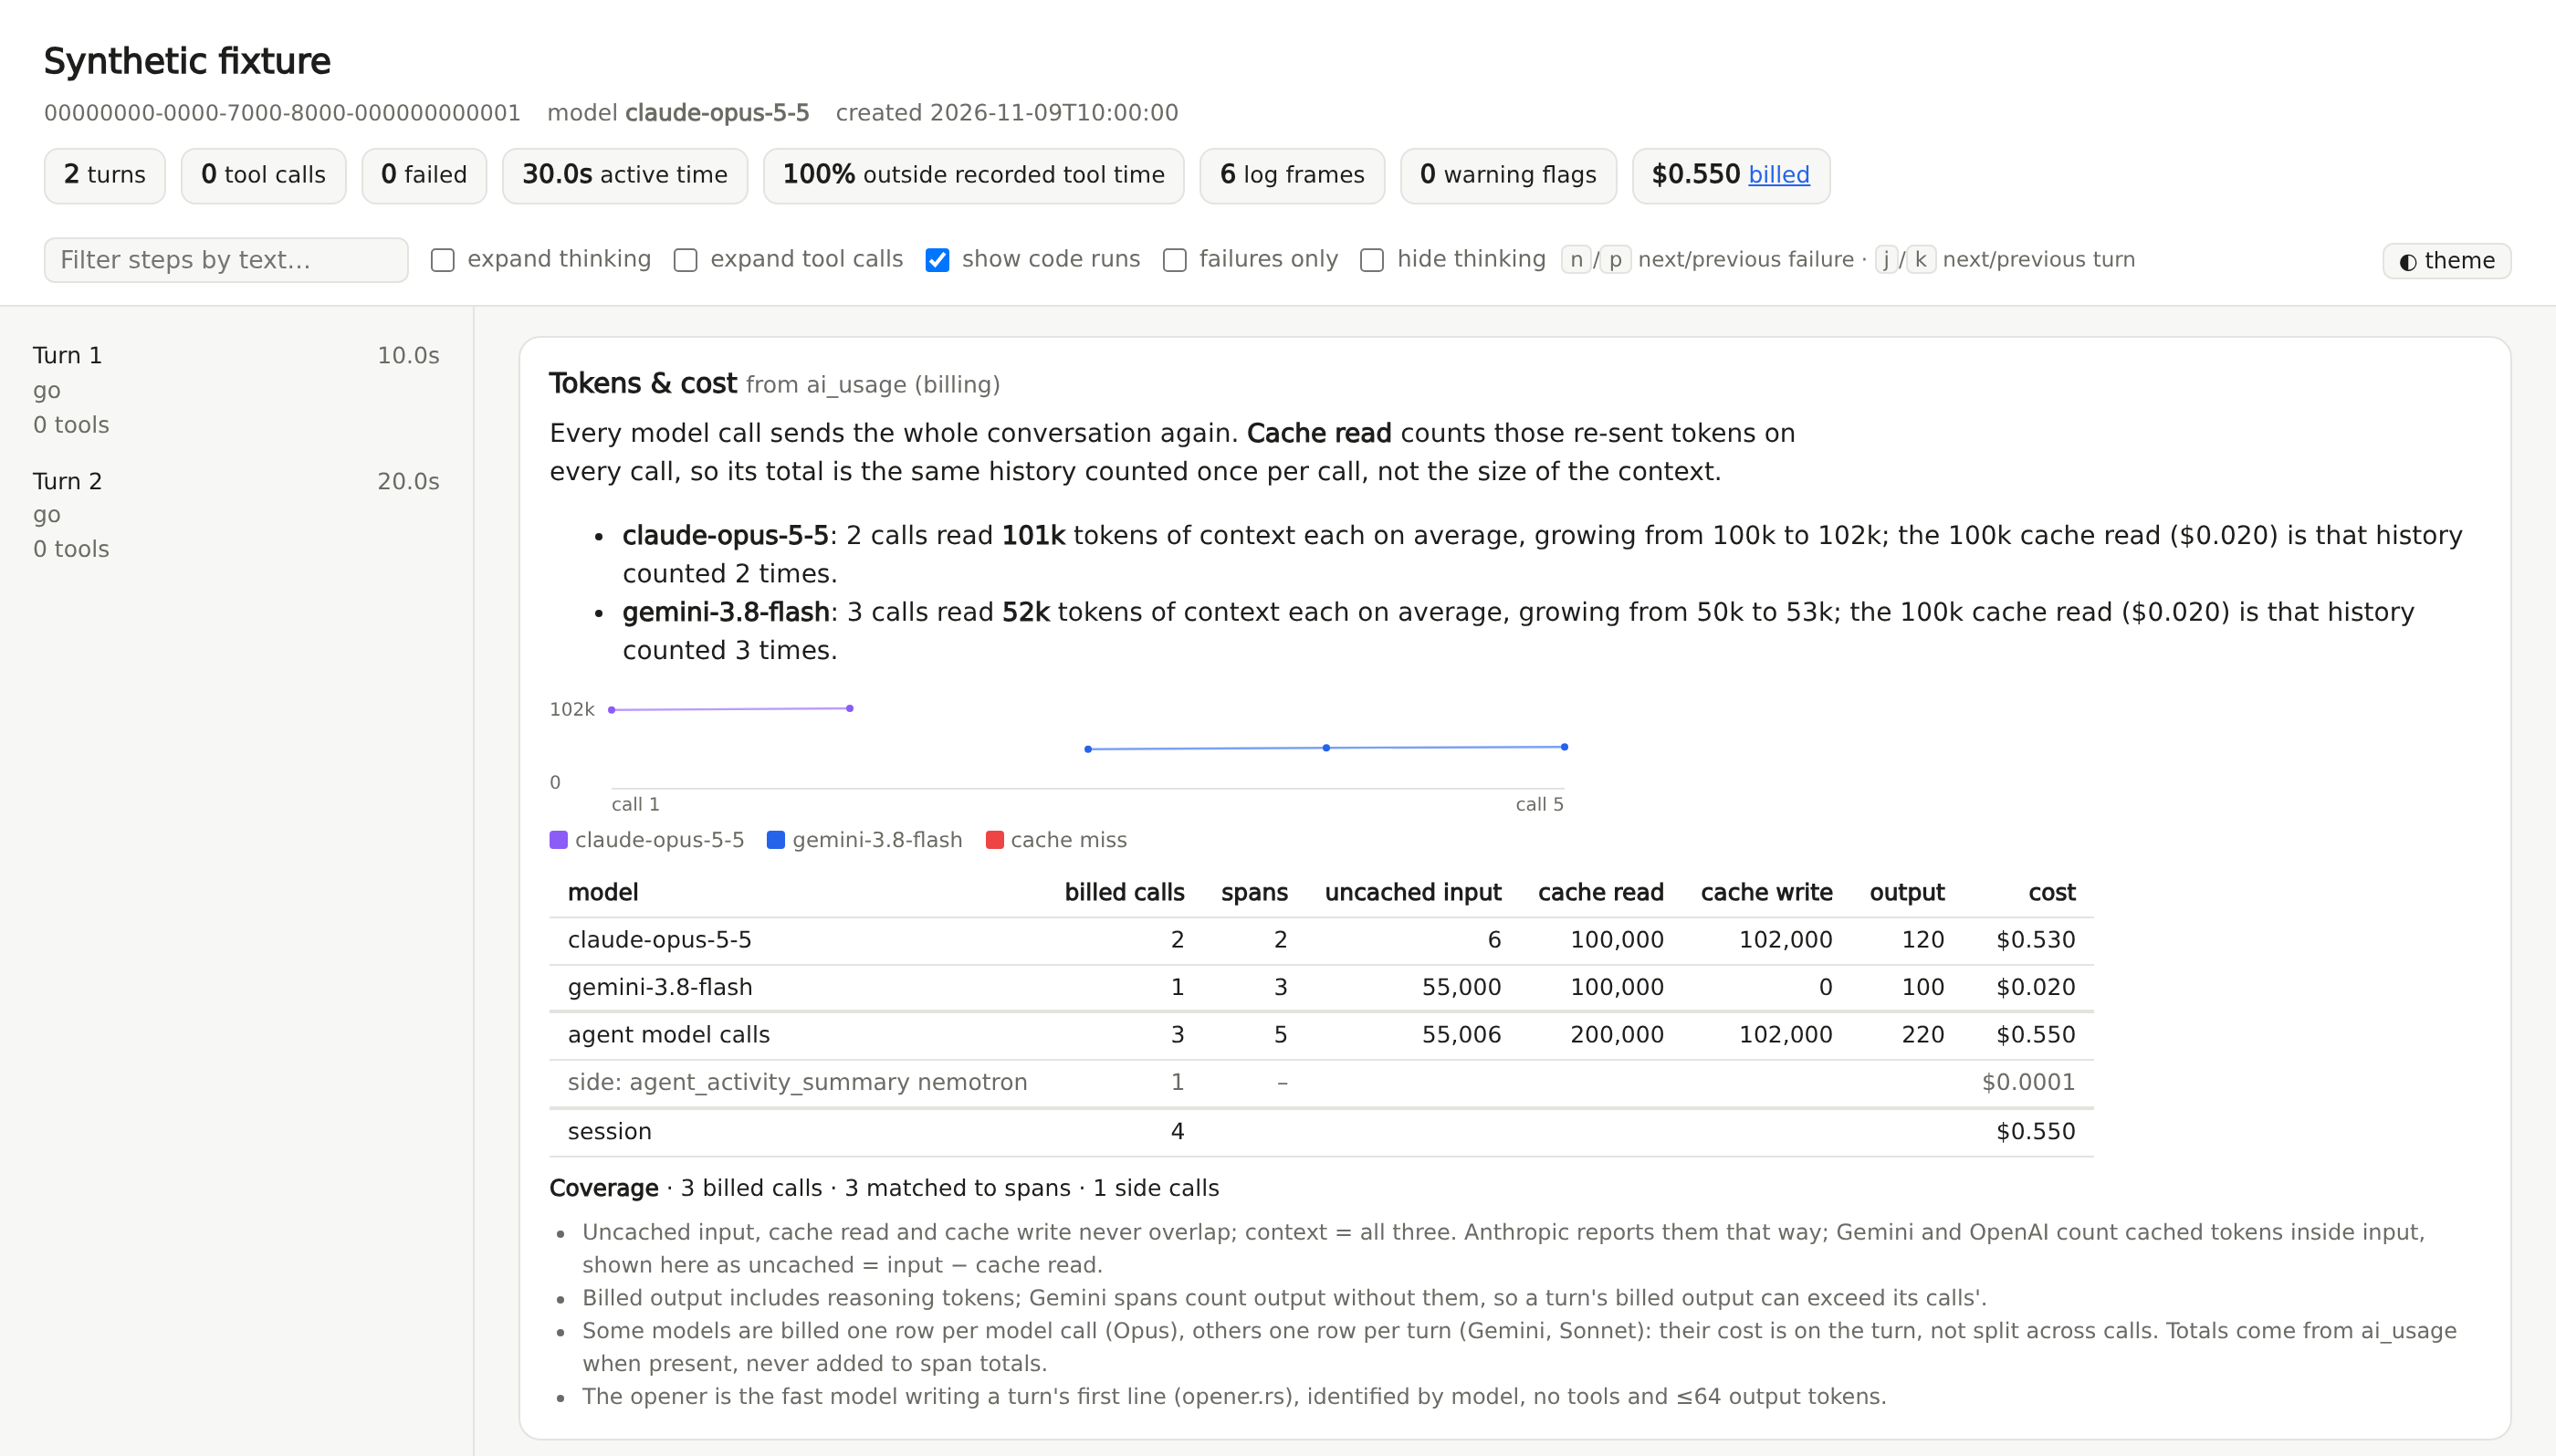 Synthetic fixture
00000000-0000-7000-8000-000000000001 model claude-opus-5-5 created 2026-11-09T10:00:00
2 turns 0 tool calls 0 failed 30.0s active time 100% outside recorded tool time 6 log frames 0 warning flags $0.550 billed
Filter steps by text... expand thinking expand tool calls show code runs failures only hide thinking n/p next/previous failure · j/k next/previous turn ◐ theme
Turn 1 10.0s
go
0 tools
Turn 2 20.0s
go
0 tools
Tokens & cost from ai_usage (billing)
Every model call sends the whole conversation again. Cache read counts those re-sent tokens on
every call, so its total is the same history counted once per call, not the size of the context.
• claude-opus-5-5: 2 calls read 101k tokens of context each on average, growing from 100k to 102k; the 100k cache read ($0.020) is that history
counted 2 times.
• gemini-3.8-flash: 3 calls read 52k tokens of context each on average, growing from 50k to 53k; the 100k cache read ($0.020) is that history
counted 3 times.
102k
0
call 1 call 5
claude-opus-5-5 gemini-3.8-flash cache miss
model billed calls spans uncached input cache read cache write output cost
claude-opus-5-5 2 2 6 100,000 102,000 120 $0.530
gemini-3.8-flash 1 3 55,000 100,000 0 100 $0.020
agent model calls 3 5 55,006 200,000 102,000 220 $0.550
side: agent_activity_summary nemotron 1 – $0.0001
session 4 $0.550
Coverage · 3 billed calls · 3 matched to spans · 1 side calls
• Uncached input, cache read and cache write never overlap; context = all three. Anthropic reports them that way; Gemini and OpenAI count cached tokens inside input,
shown here as uncached = input − cache read.
• Billed output includes reasoning tokens; Gemini spans count output without them, so a turn's billed output can exceed its calls'.
• Some models are billed one row per model call (Opus), others one row per turn (Gemini, Sonnet): their cost is on the turn, not split across calls. Totals come from ai_usage
when present, never added to span totals.
• The opener is the fast model writing a turn's first line (opener.rs), identified by model, no tools and ≤64 output tokens.